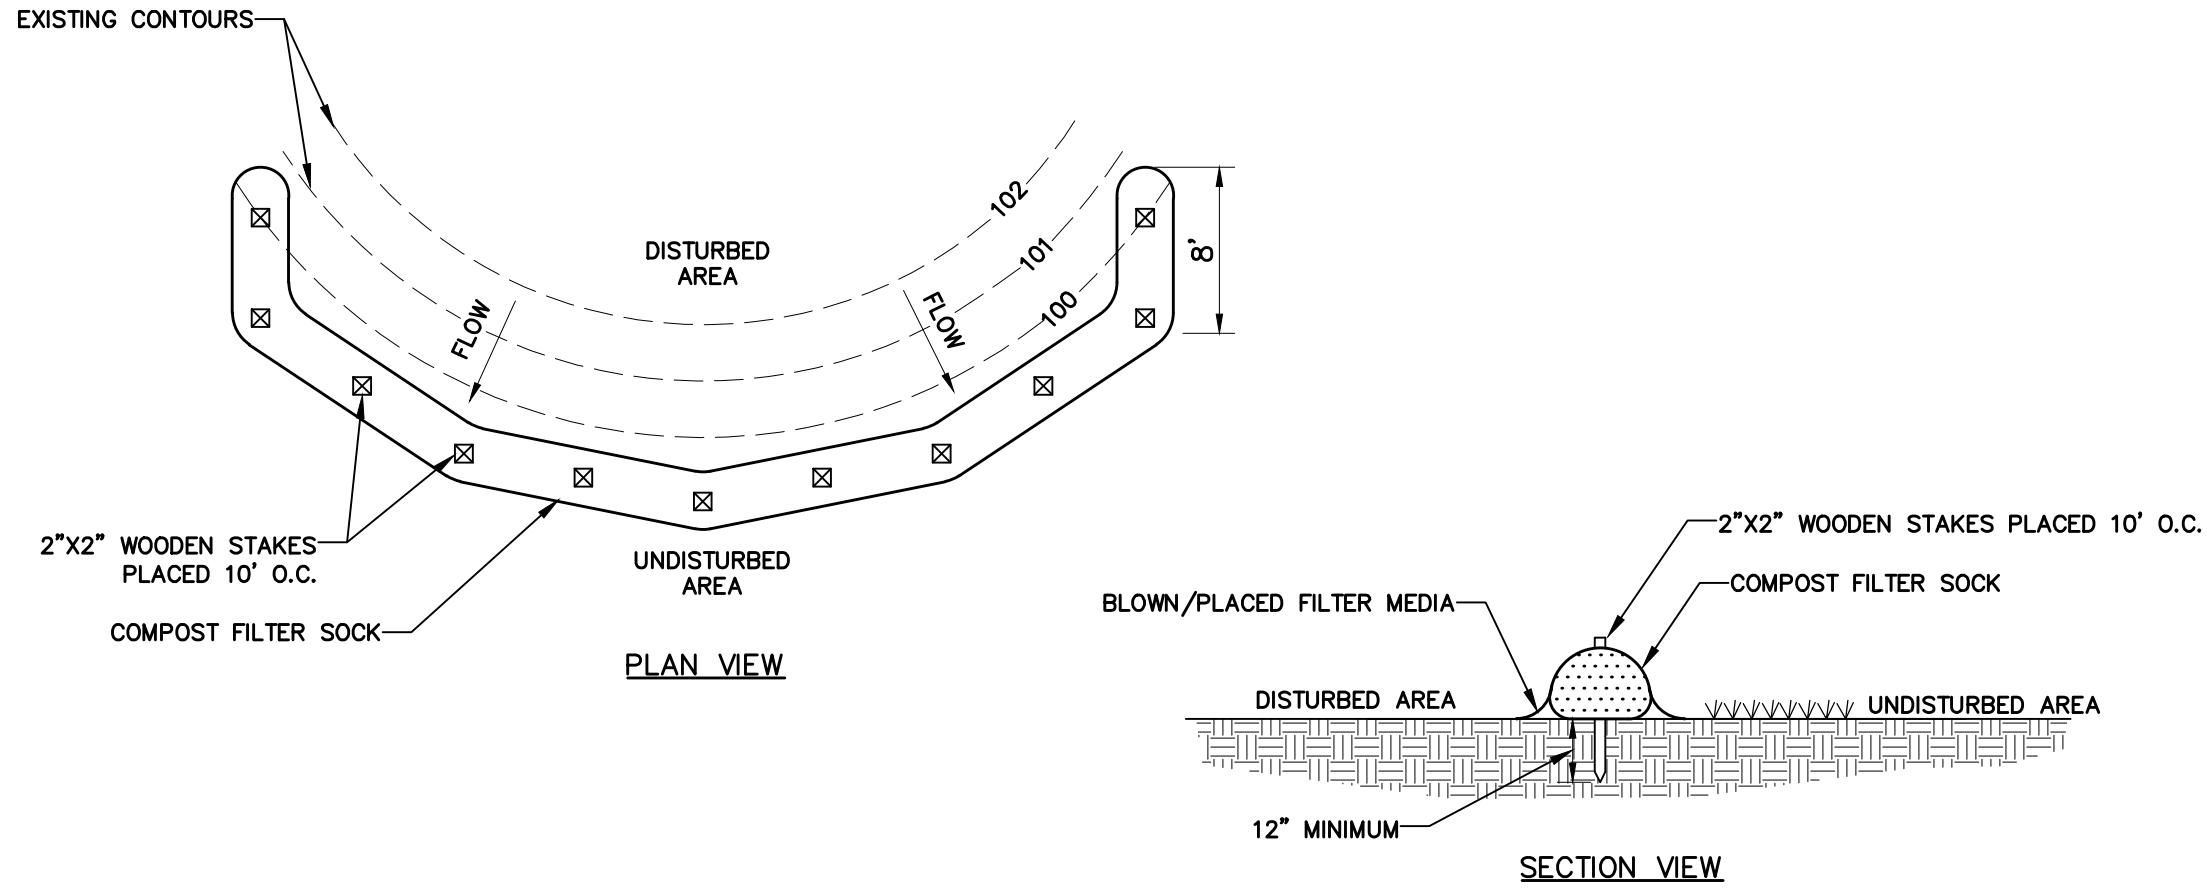 EXISTING CONTOURS
102
101
100
8'
DISTURBED
AREA
FLOW
FLOW
2"X2" WOODEN STAKES
PLACED 10' O.C.
COMPOST FILTER SOCK
UNDISTURBED
AREA
PLAN VIEW
2"X2" WOODEN STAKES PLACED 10' O.C.
COMPOST FILTER SOCK
BLOWN/PLACED FILTER MEDIA
DISTURBED AREA
UNDISTURBED AREA
12" MINIMUM
SECTION VIEW